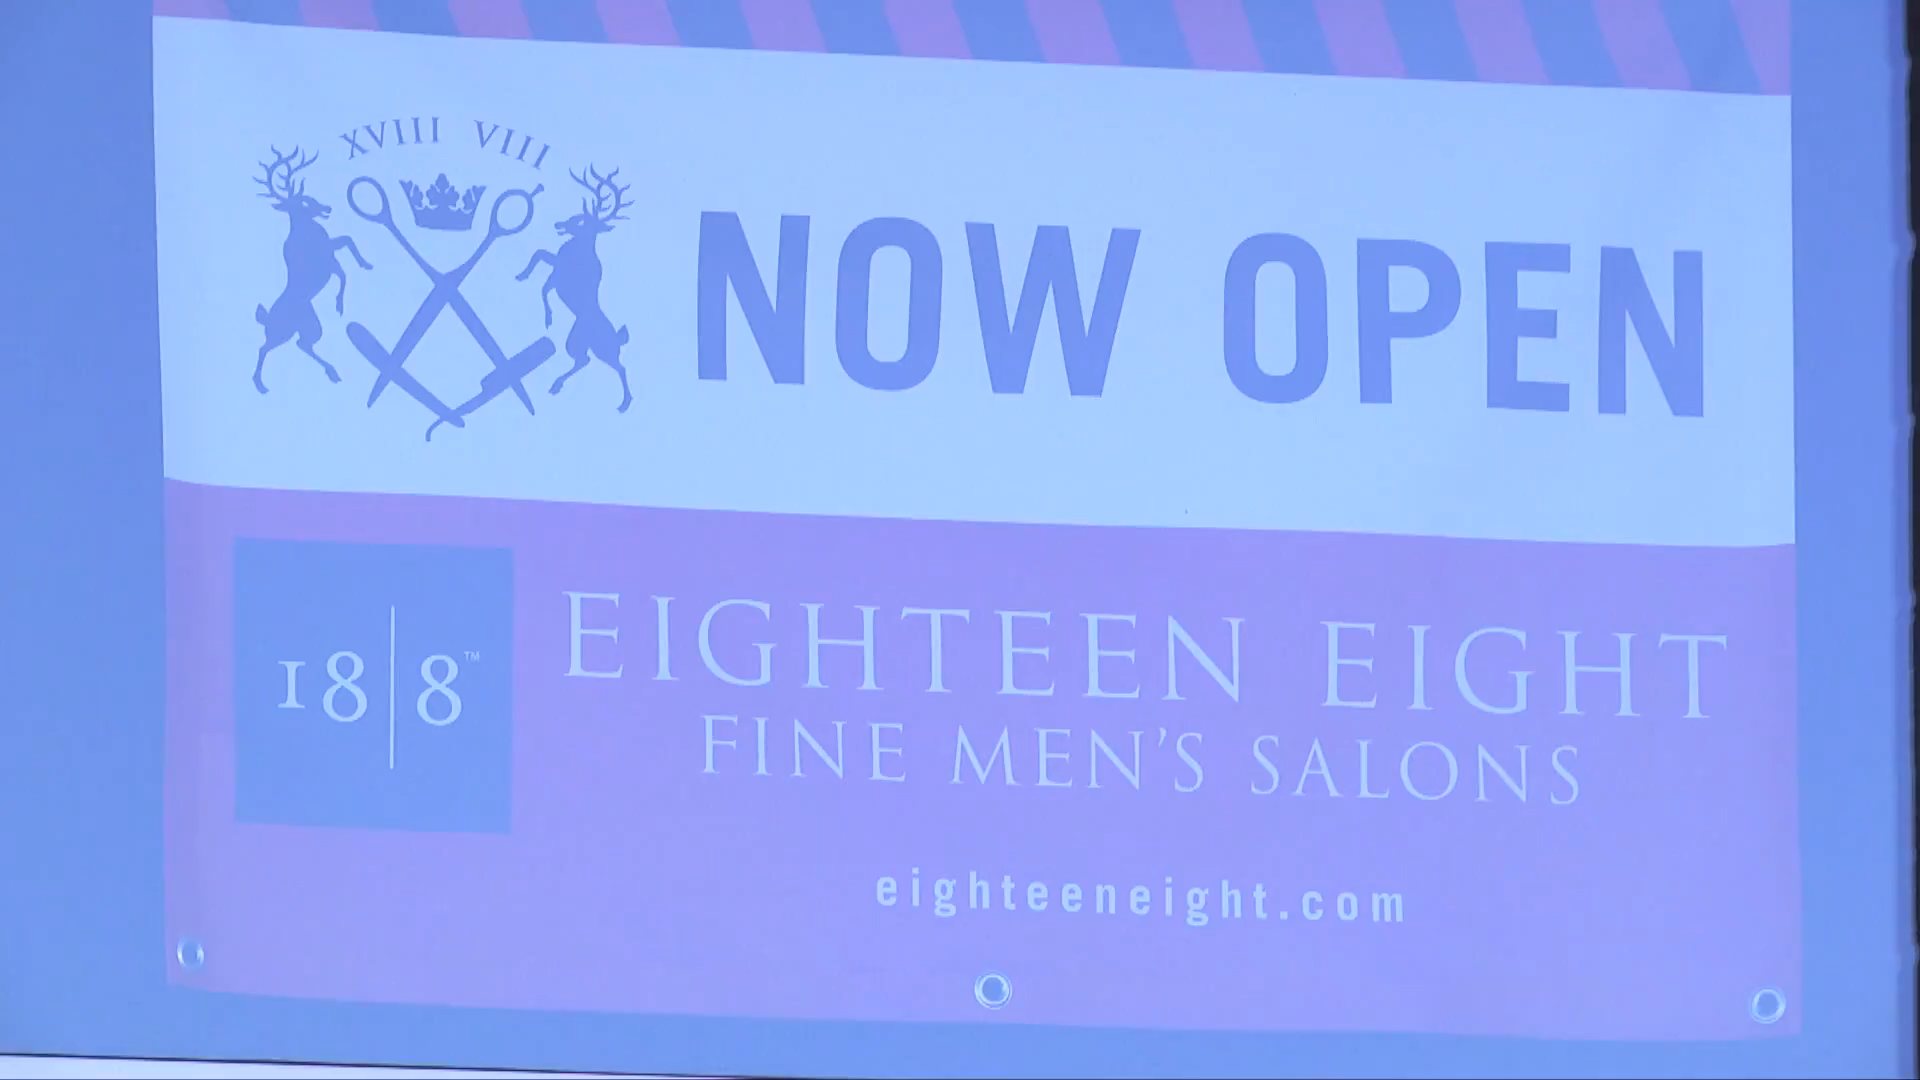 XVIII VIII
NOW OPEN
18|8™
EIGHTEEN EIGHT
FINE MEN'S SALONS
eighteeneight.com